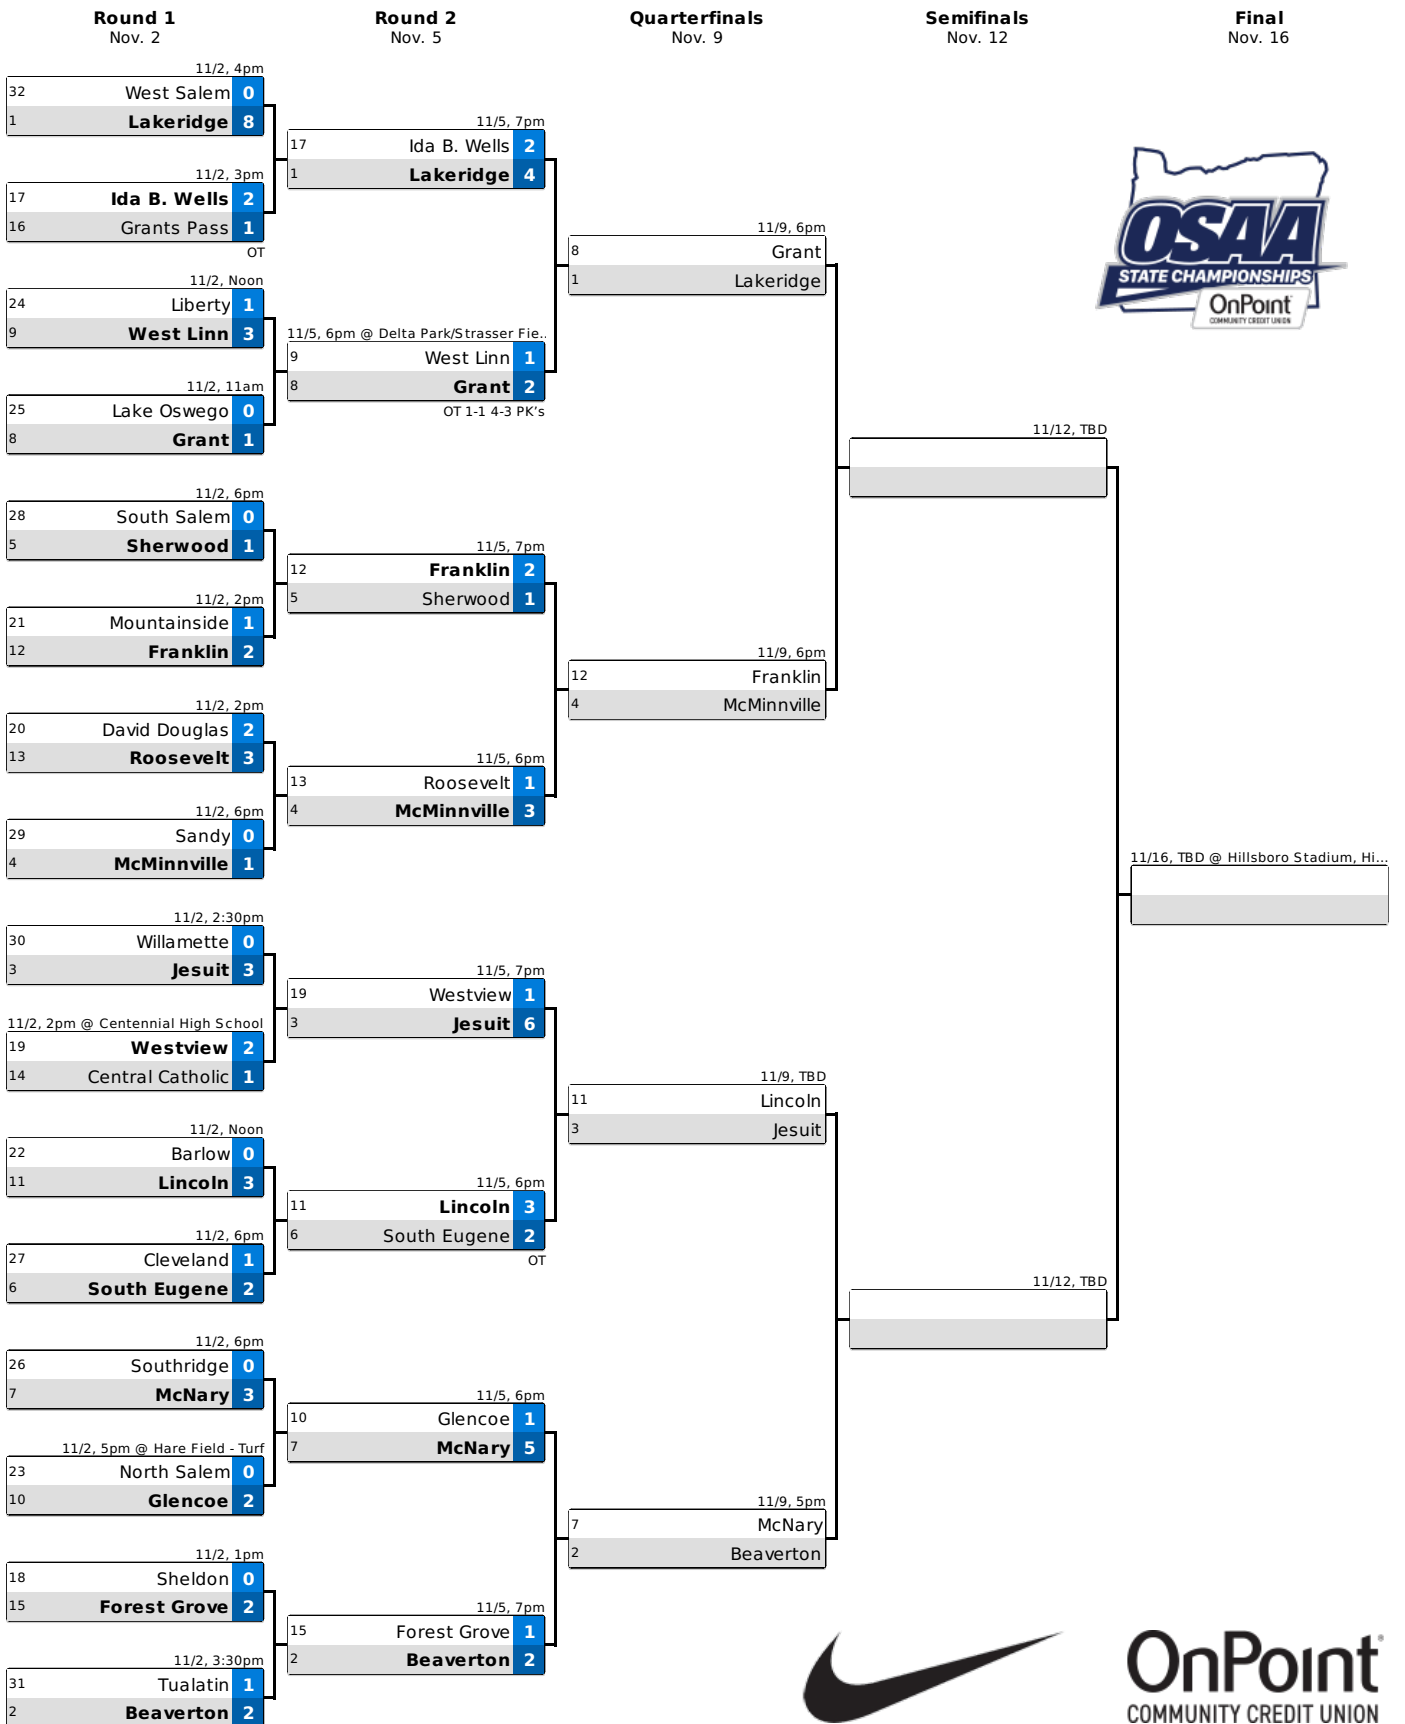 Round 1
Nov. 2
Round 2
Nov. 5
Quarterfinals
Nov. 9
Semifinals
Nov. 12
Final
Nov. 16
11/2, 4pm
32 West Salem 0
1 Lakeridge 8
11/2, 3pm
17 Ida B. Wells 2
16 Grants Pass 1
OT
11/2, Noon
24 Liberty 1
9 West Linn 3
11/2, 11am
25 Lake Oswego 0
8 Grant 1
11/2, 6pm
28 South Salem 0
5 Sherwood 1
11/2, 2pm
21 Mountainside 1
12 Franklin 2
11/2, 2pm
20 David Douglas 2
13 Roosevelt 3
11/2, 6pm
29 Sandy 0
4 McMinnville 1
11/2, 2:30pm
30 Willamette 0
3 Jesuit 3
11/2, 2pm @ Centennial High School
19 Westview 2
14 Central Catholic 1
11/2, Noon
22 Barlow 0
11 Lincoln 3
11/2, 6pm
27 Cleveland 1
6 South Eugene 2
11/2, 6pm
26 Southridge 0
7 McNary 3
11/2, 5pm @ Hare Field - Turf
23 North Salem 0
10 Glencoe 2
11/2, 1pm
18 Sheldon 0
15 Forest Grove 2
11/2, 3:30pm
31 Tualatin 1
2 Beaverton 2
11/5, 7pm
17 Ida B. Wells 2
1 Lakeridge 4
11/5, 6pm @ Delta Park/Strasser Fie..
9 West Linn 1
8 Grant 2
OT 1-1 4-3 PK's
11/5, 7pm
12 Franklin 2
5 Sherwood 1
11/5, 6pm
13 Roosevelt 1
4 McMinnville 3
11/5, 7pm
19 Westview 1
3 Jesuit 6
11/5, 6pm
11 Lincoln 3
6 South Eugene 2
OT
11/5, 6pm
10 Glencoe 1
7 McNary 5
11/5, 7pm
15 Forest Grove 1
2 Beaverton 2
11/9, 6pm
8 Grant
1 Lakeridge
11/9, 6pm
12 Franklin
4 McMinnville
11/9, TBD
11 Lincoln
3 Jesuit
11/9, 5pm
7 McNary
2 Beaverton
11/12, TBD
11/12, TBD
11/16, TBD @ Hillsboro Stadium, Hi...
OSAA
STATE CHAMPIONSHIPS
OnPoint
COMMUNITY CREDIT UNION
OnPoint®
COMMUNITY CREDIT UNION